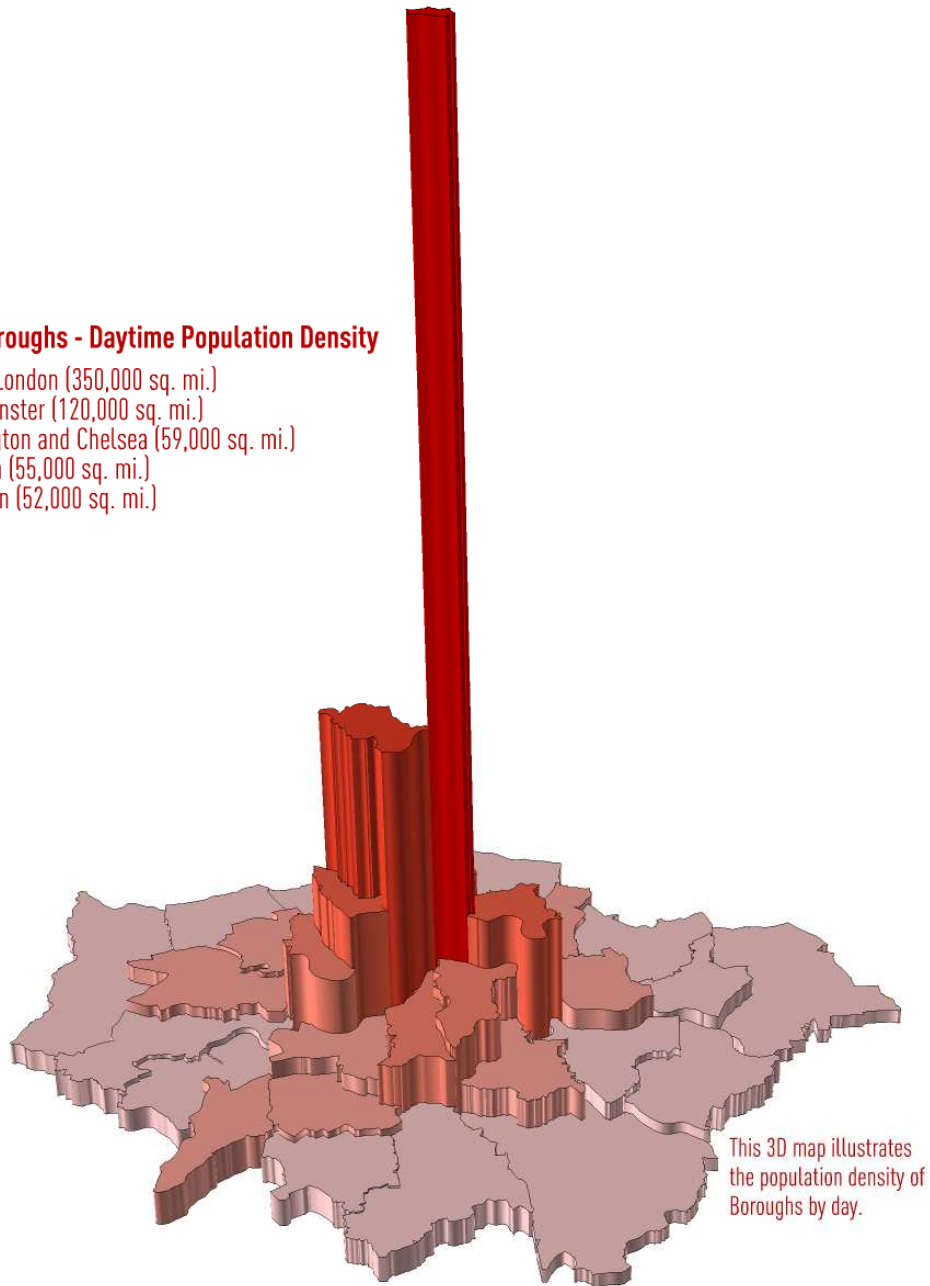 roughs - Daytime Population Density
London (350,000 sq. mi.)
nster (120,000 sq. mi.)
gton and Chelsea (59,000 sq. mi.)
(55,000 sq. mi.)
n (52,000 sq. mi.)
This 3D map illustrates
the population density of
Boroughs by day.